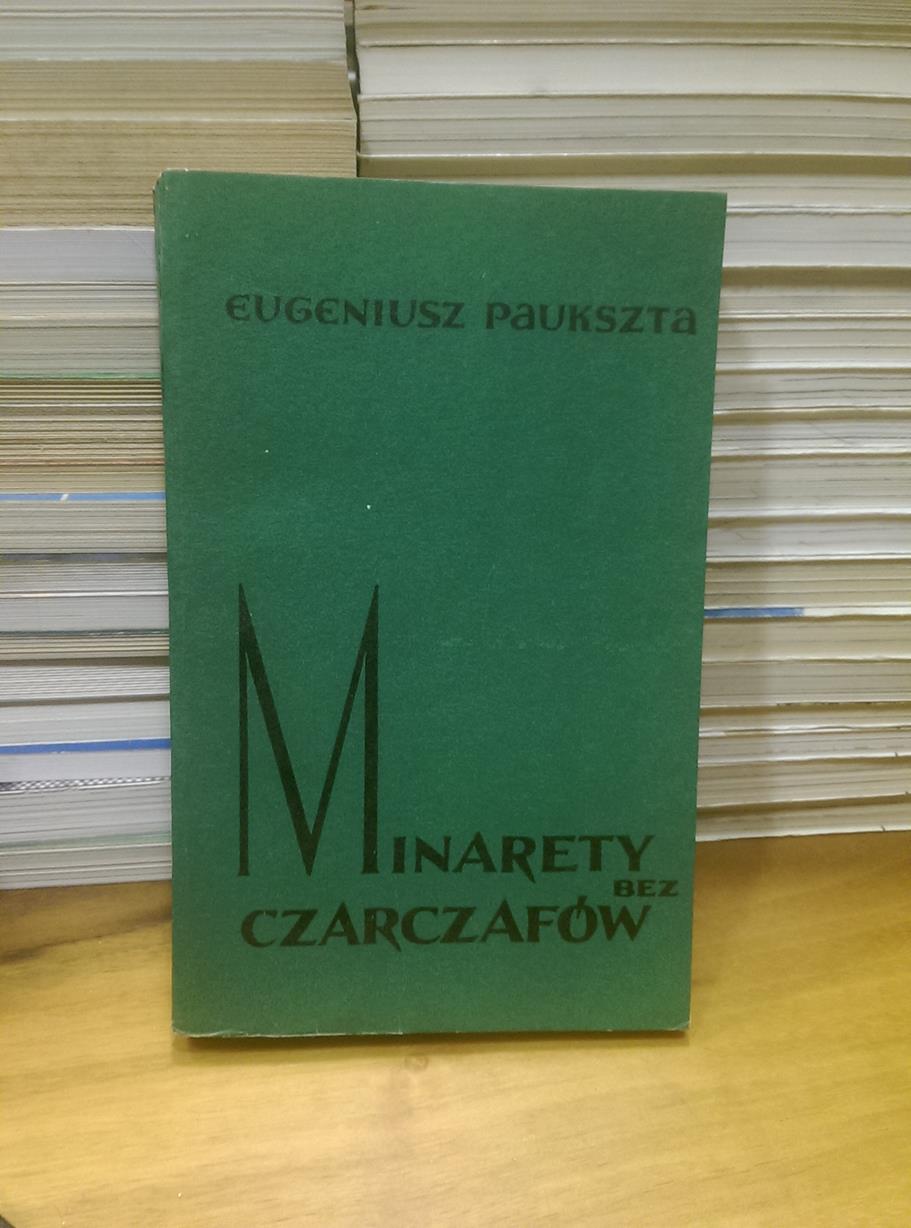 EUGENIUSZ PAUKSZTA
MINARETY
BEZ
CZARCZAFÓW